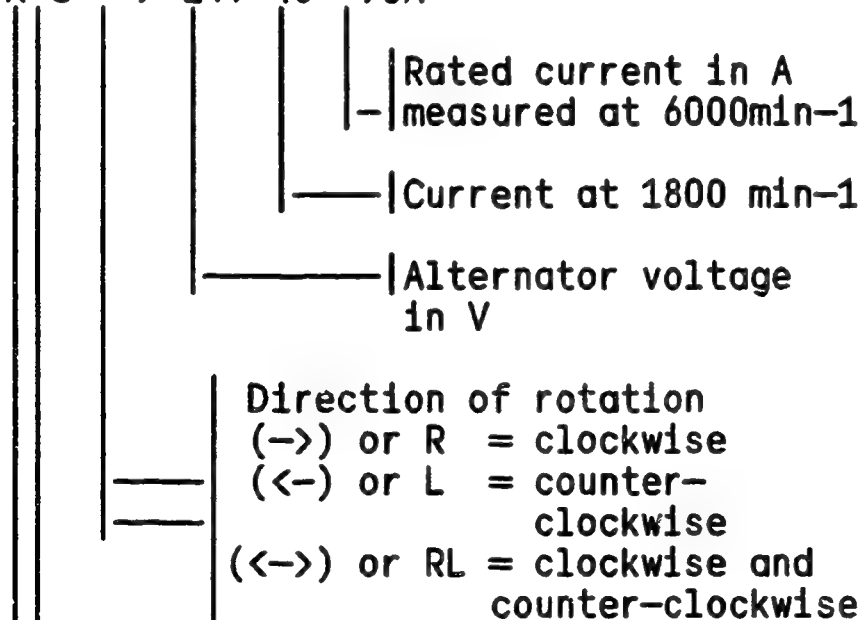 Rated current in A
measured at 6000min-1
Current at 1800 min-1
Alternator voltage
in V
Direction of rotation
(->) or R = clockwise
(<-) or L = counter-
clockwise
(<->) or RL = clockwise and
counter-clockwise